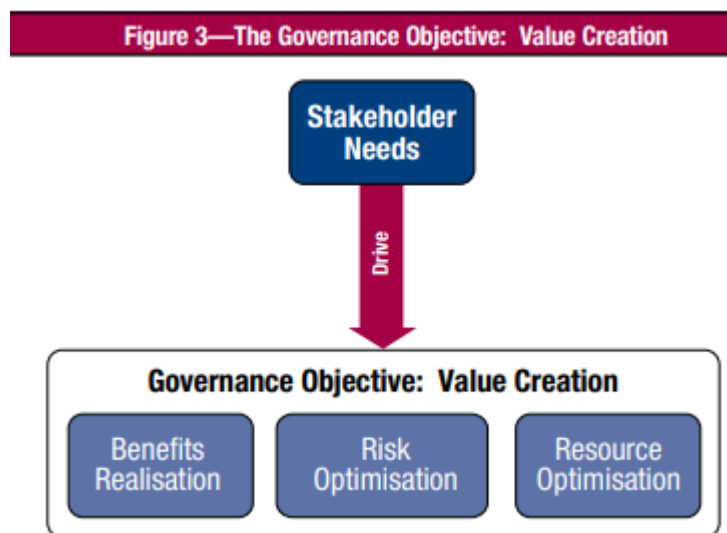 Figure 3—The Governance Objective: Value Creation
Stakeholder
Needs
Drive
Governance Objective: Value Creation
Benefits
Realisation
Risk
Optimisation
Resource
Optimisation